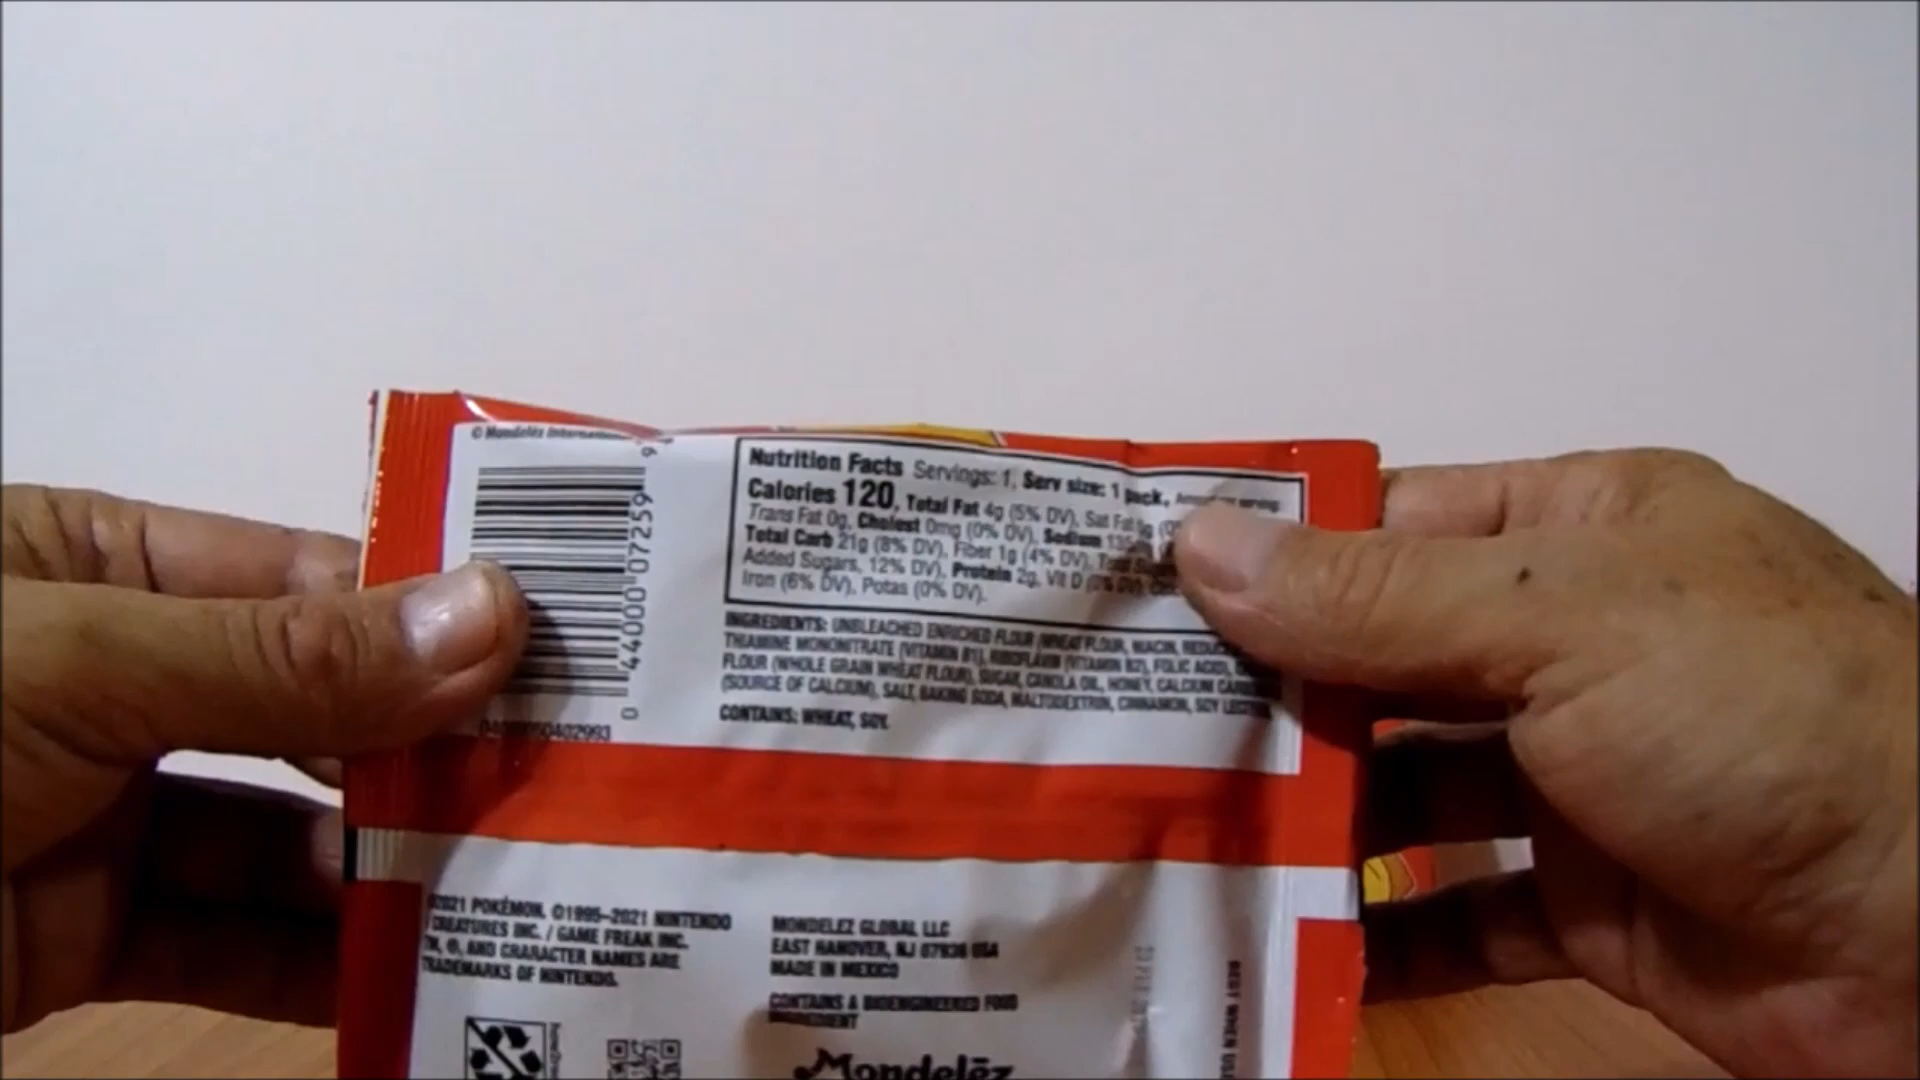 © Mondelēz International
Nutrition Facts Servings: 1, Serv size: 1 pack,
Calories 120, Total Fat 4g (5% DV), Sat Fat
Trans Fat 0g, Cholest 0mg (0% DV), Sodium
Total Carb 21g (8% DV), Fiber 1g (4% DV),
Added Sugars, 12% DV), Protein 2g, Vit D (0% DV),
Iron (6% DV), Potas (0% DV).
INGREDIENTS: UNBLEACHED ENRICHED FLOUR (WHEAT FLOUR, NIACIN,
THIAMINE MONONITRATE (VITAMIN B1), RIBOFLAVIN (VITAMIN B2), FOLIC ACID),
FLOUR (WHOLE GRAIN WHEAT FLOUR), SUGAR, CANOLA OIL, HONEY, CALCIUM
(SOURCE OF CALCIUM), SALT, BAKING SODA, MALTODEXTRIN, CINNAMON, SOY
CONTAINS: WHEAT, SOY.
0 44000 07259 9
©2021 POKÉMON. ©1995–2021 NINTENDO
/ CREATURES INC. / GAME FREAK INC.
TM, ®, AND CHARACTER NAMES ARE
TRADEMARKS OF NINTENDO.
MONDELEZ GLOBAL LLC
EAST HANOVER, NJ 07936 USA
MADE IN MEXICO
CONTAINS A BIOENGINEERED FOOD
INGREDIENT
Mondelēz
BEST WHEN